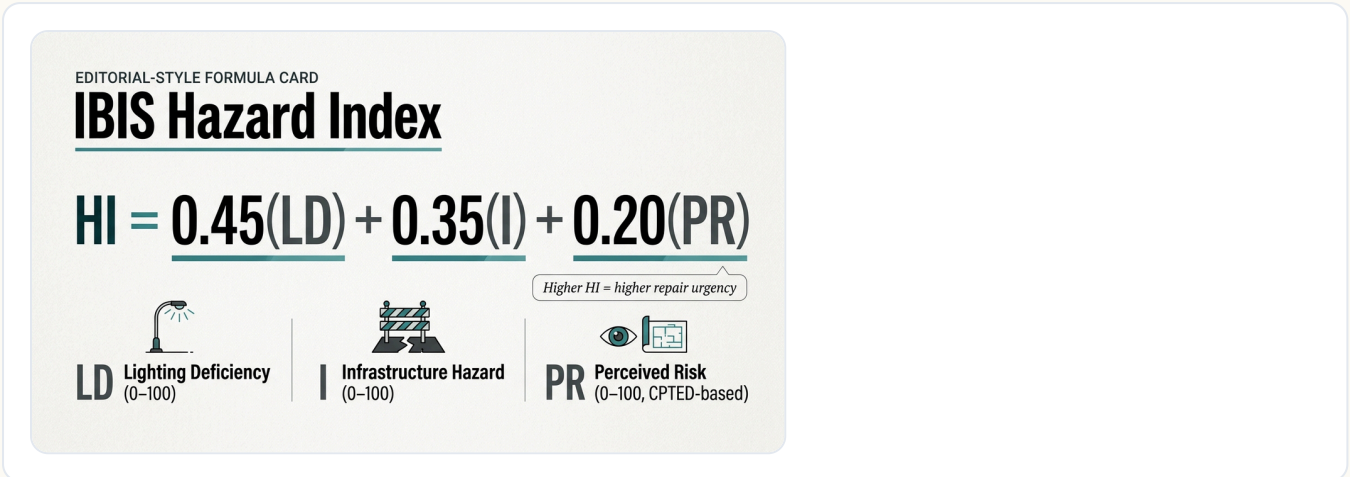 EDITORIAL-STYLE FORMULA CARD
IBIS Hazard Index
HI = 0.45(LD) + 0.35(I) + 0.20(PR)
Higher HI = higher repair urgency
LD Lighting Deficiency
(0–100)
I Infrastructure Hazard
(0–100)
PR Perceived Risk
(0–100, CPTED-based)